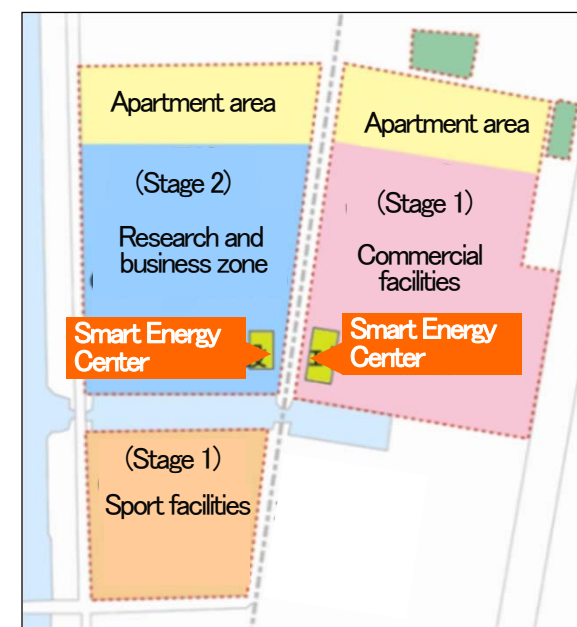 Apartment area
Apartment area
(Stage 2)
Research and
business zone
(Stage 1)
Commercial
facilities
Smart Energy
Center
Smart Energy
Center
(Stage 1)
Sport facilities